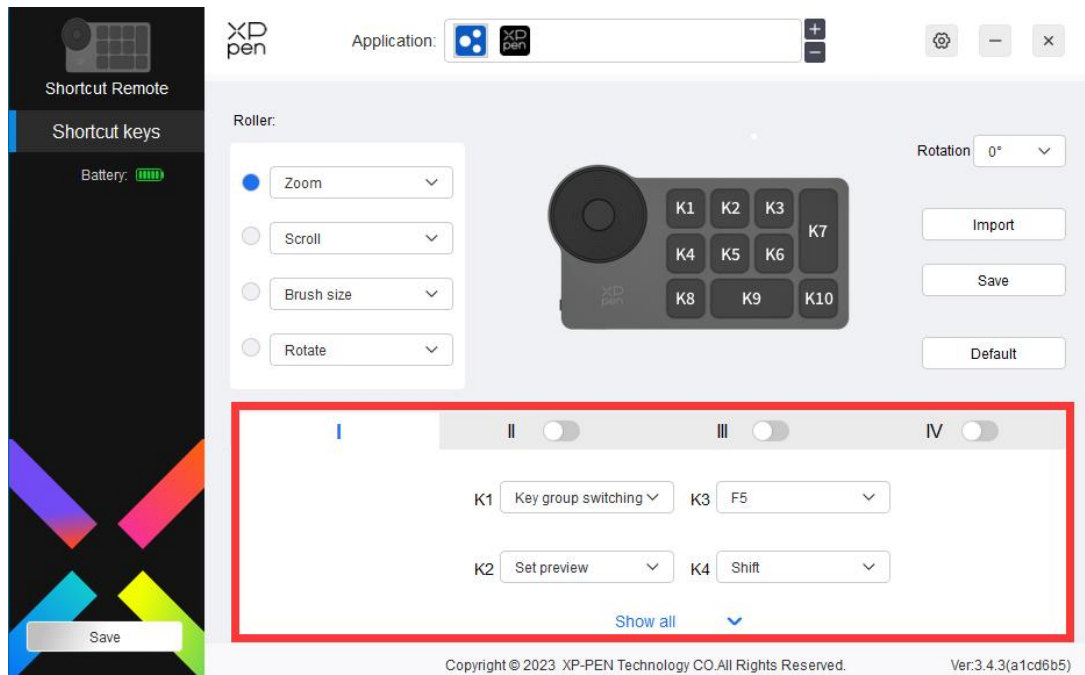 XP
pen
Application:
XP
pen
+
−
Shortcut Remote
Shortcut keys
Battery:
Roller:
Zoom
Scroll
Brush size
Rotate
K1 K2 K3
K7
K4 K5 K6
K8 K9 K10
XP
pen
Rotation 0°
Import
Save
Default
I II III IV
K1 Key group switching K3 F5
K2 Set preview K4 Shift
Show all
Save
Copyright © 2023 XP-PEN Technology CO.All Rights Reserved. Ver:3.4.3(a1cd6b5)